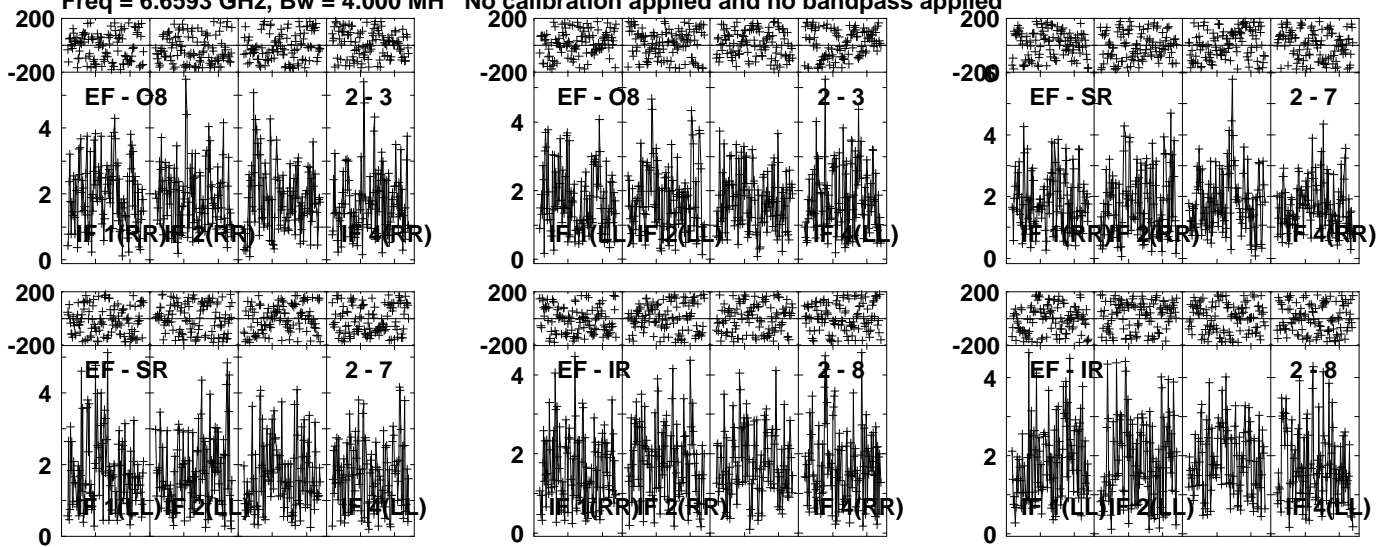 Freq = 6.6593 GHz, Bw = 4.000 MH No calibration applied and no bandpass applied
200
-200
EF - O8 2 - 3
4
2
0
IF 1(RR) IF 2(RR) IF 4(RR)
200
-200
EF - O8 2 - 3
4
2
0
IF 1(LL) IF 2(LL) IF 4(LL)
200
-200
6
EF - SR 2 - 7
4
2
0
IF 1(RR) IF 2(RR) IF 4(RR)
200
-200
EF - SR 2 - 7
4
2
0
IF 1(LL) IF 2(LL) IF 4(LL)
200
-200
EF - IR 2 - 8
4
2
0
IF 1(RR) IF 2(RR) IF 4(RR)
200
-200
EF - IR 2 - 8
4
2
0
IF 1(LL) IF 2(LL) IF 4(LL)